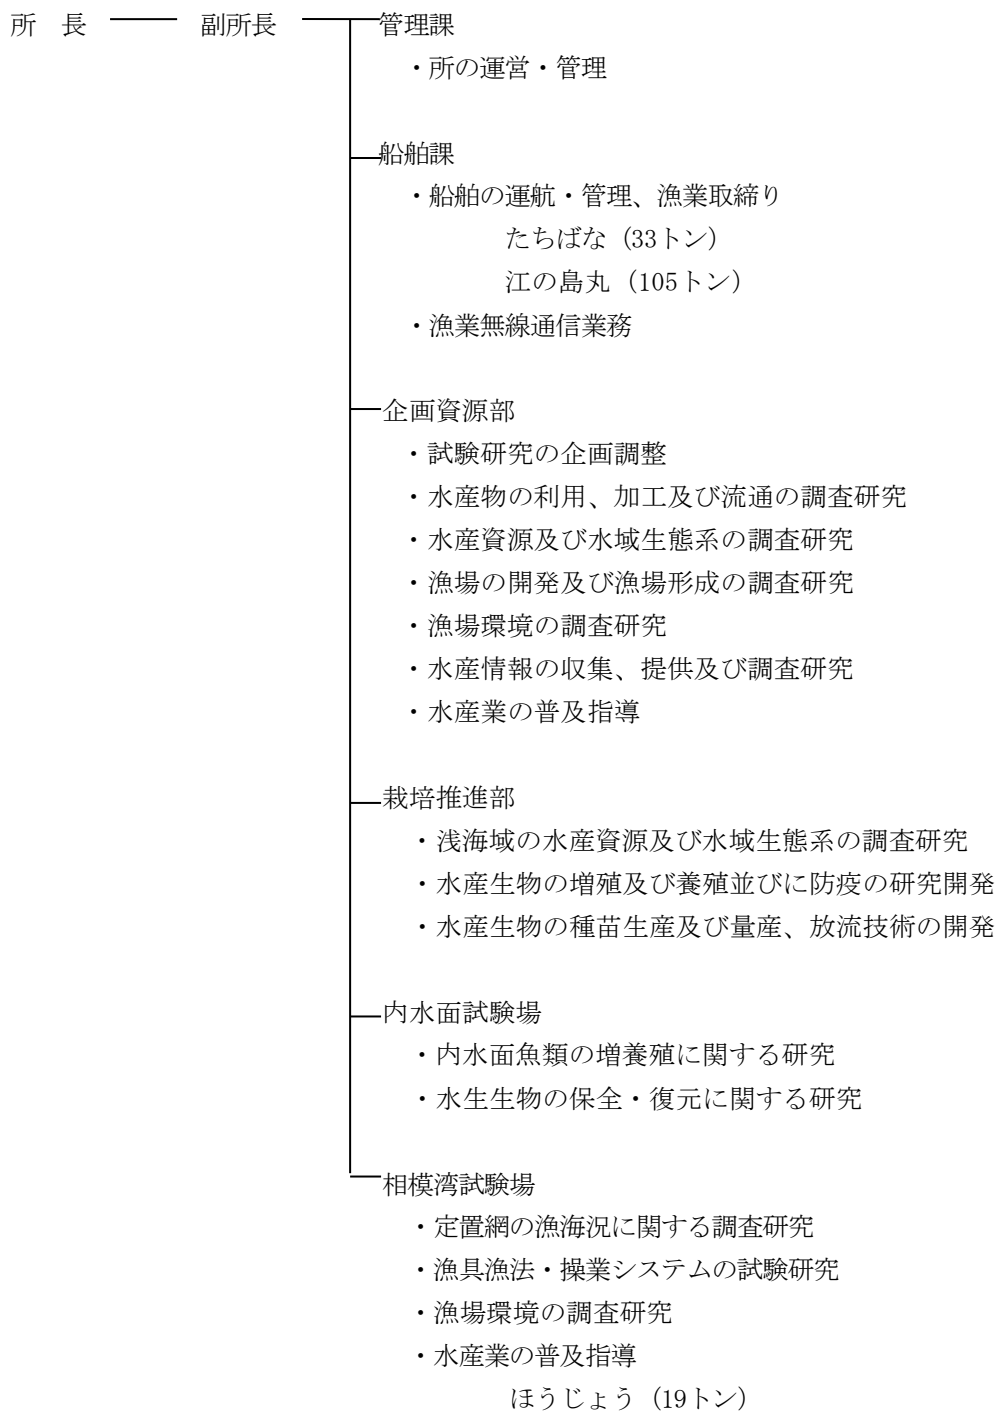 所　長　副所長　管理課
・所の運営・管理
船舶課
・船舶の運航・管理、漁業取締り
たちばな（33トン）
江の島丸（105トン）
・漁業無線通信業務
企画資源部
・試験研究の企画調整
・水産物の利用、加工及び流通の調査研究
・水産資源及び水域生態系の調査研究
・漁場の開発及び漁場形成の調査研究
・漁場環境の調査研究
・水産情報の収集、提供及び調査研究
・水産業の普及指導
栽培推進部
・浅海域の水産資源及び水域生態系の調査研究
・水産生物の増殖及び養殖並びに防疫の研究開発
・水産生物の種苗生産及び量産、放流技術の開発
内水面試験場
・内水面魚類の増養殖に関する研究
・水生生物の保全・復元に関する研究
相模湾試験場
・定置網の漁海況に関する調査研究
・漁具漁法・操業システムの試験研究
・漁場環境の調査研究
・水産業の普及指導
ほうじょう（19トン）